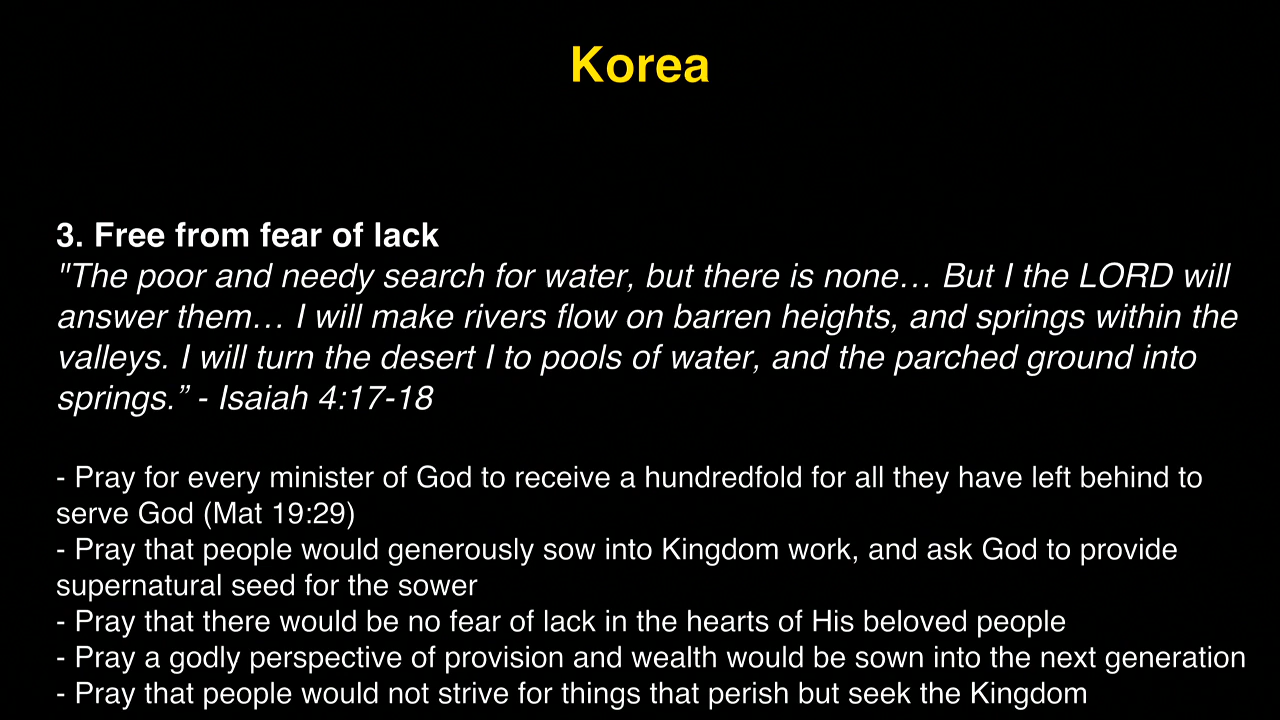 Korea
3. Free from fear of lack
"The poor and needy search for water, but there is none… But I the LORD will
answer them… I will make rivers flow on barren heights, and springs within the
valleys. I will turn the desert I to pools of water, and the parched ground into
springs.” - Isaiah 4:17-18
- Pray for every minister of God to receive a hundredfold for all they have left behind to
serve God (Mat 19:29)
- Pray that people would generously sow into Kingdom work, and ask God to provide
supernatural seed for the sower
- Pray that there would be no fear of lack in the hearts of His beloved people
- Pray a godly perspective of provision and wealth would be sown into the next generation
- Pray that people would not strive for things that perish but seek the Kingdom